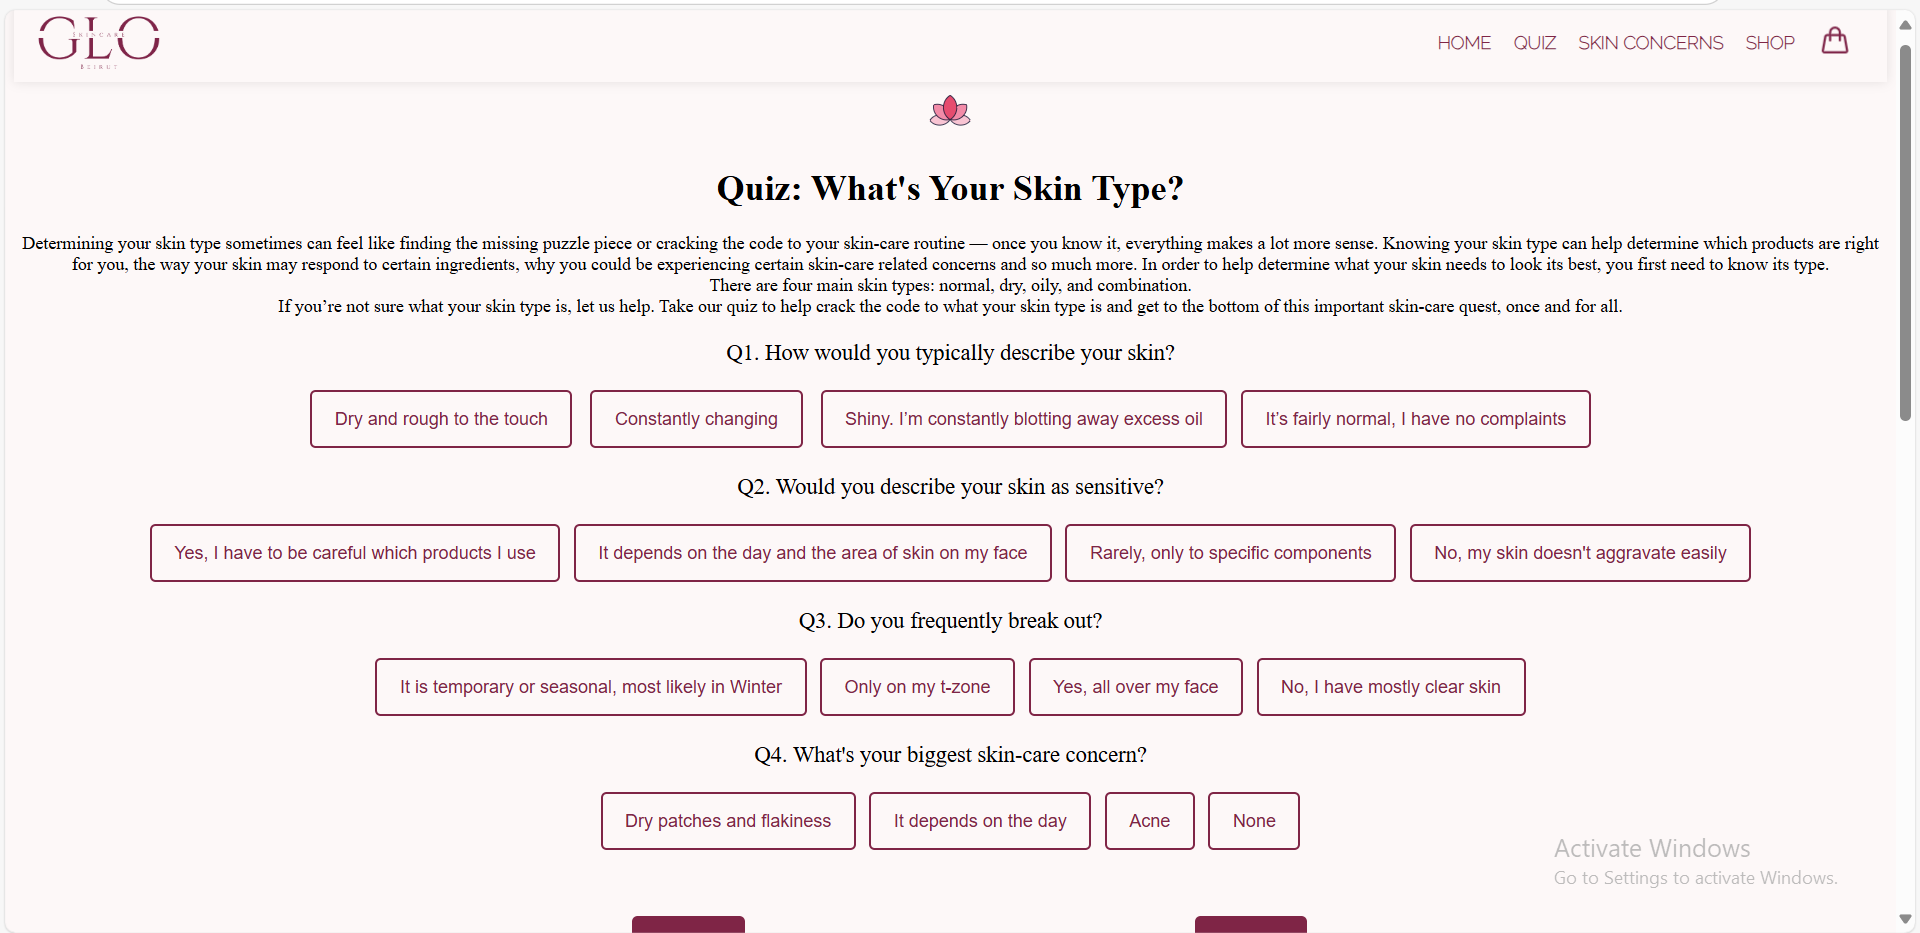 GLO
SKINCARE
BEIRUT
HOME QUIZ SKIN CONCERNS SHOP
Quiz: What's Your Skin Type?
Determining your skin type sometimes can feel like finding the missing puzzle piece or cracking the code to your skin-care routine — once you know it, everything makes a lot more sense. Knowing your skin type can help determine which products are right
for you, the way your skin may respond to certain ingredients, why you could be experiencing certain skin-care related concerns and so much more. In order to help determine what your skin needs to look its best, you first need to know its type.
There are four main skin types: normal, dry, oily, and combination.
If you’re not sure what your skin type is, let us help. Take our quiz to help crack the code to what your skin type is and get to the bottom of this important skin-care quest, once and for all.
Q1. How would you typically describe your skin?
Dry and rough to the touch Constantly changing Shiny. I’m constantly blotting away excess oil It’s fairly normal, I have no complaints
Q2. Would you describe your skin as sensitive?
Yes, I have to be careful which products I use It depends on the day and the area of skin on my face Rarely, only to specific components No, my skin doesn't aggravate easily
Q3. Do you frequently break out?
It is temporary or seasonal, most likely in Winter Only on my t-zone Yes, all over my face No, I have mostly clear skin
Q4. What's your biggest skin-care concern?
Dry patches and flakiness It depends on the day Acne None
Activate Windows
Go to Settings to activate Windows.